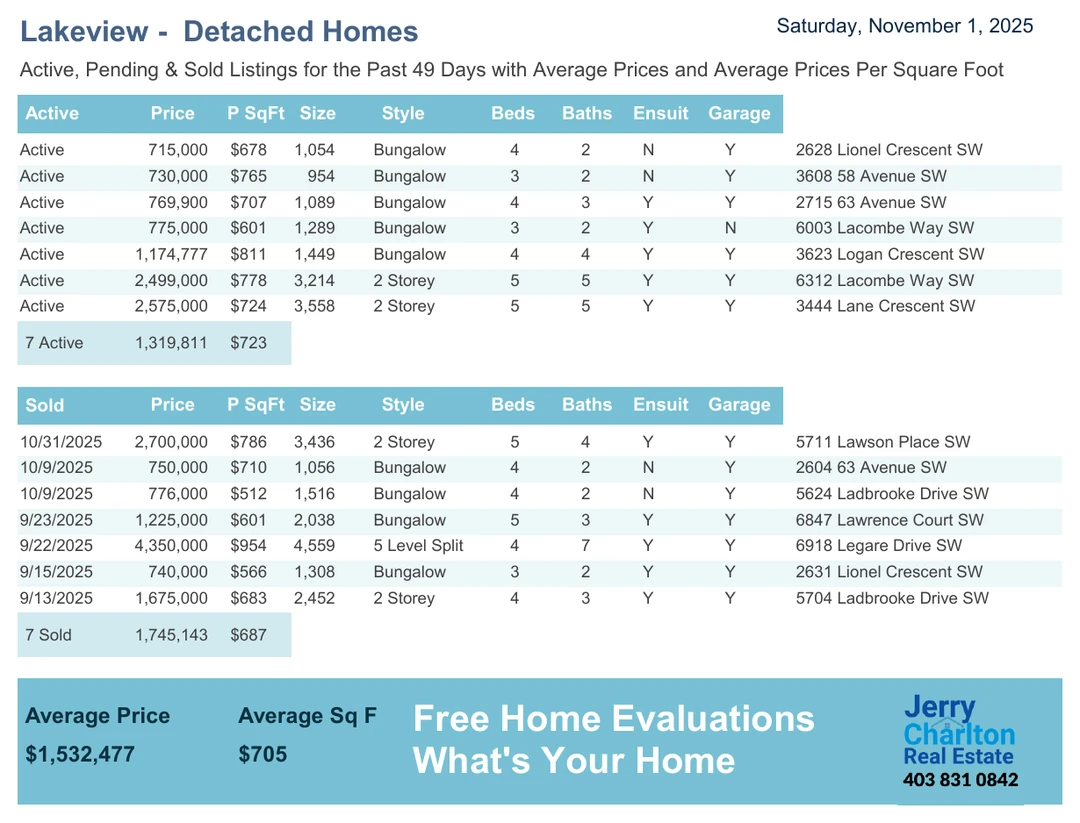 Lakeview - Detached Homes
Saturday, November 1, 2025
Active, Pending & Sold Listings for the Past 49 Days with Average Prices and Average Prices Per Square Foot
Active Price P SqFt Size Style Beds Baths Ensuit Garage
Active 715,000 $678 1,054 Bungalow 4 2 N Y 2628 Lionel Crescent SW
Active 730,000 $765 954 Bungalow 3 2 N Y 3608 58 Avenue SW
Active 769,900 $707 1,089 Bungalow 4 3 Y Y 2715 63 Avenue SW
Active 775,000 $601 1,289 Bungalow 3 2 Y N 6003 Lacombe Way SW
Active 1,174,777 $811 1,449 Bungalow 4 4 Y Y 3623 Logan Crescent SW
Active 2,499,000 $778 3,214 2 Storey 5 5 Y Y 6312 Lacombe Way SW
Active 2,575,000 $724 3,558 2 Storey 5 5 Y Y 3444 Lane Crescent SW
7 Active 1,319,811 $723
Sold Price P SqFt Size Style Beds Baths Ensuit Garage
10/31/2025 2,700,000 $786 3,436 2 Storey 5 4 Y Y 5711 Lawson Place SW
10/9/2025 750,000 $710 1,056 Bungalow 4 2 N Y 2604 63 Avenue SW
10/9/2025 776,000 $512 1,516 Bungalow 4 2 N Y 5624 Ladbrooke Drive SW
9/23/2025 1,225,000 $601 2,038 Bungalow 5 3 Y Y 6847 Lawrence Court SW
9/22/2025 4,350,000 $954 4,559 5 Level Split 4 7 Y Y 6918 Legare Drive SW
9/15/2025 740,000 $566 1,308 Bungalow 3 2 Y Y 2631 Lionel Crescent SW
9/13/2025 1,675,000 $683 2,452 2 Storey 4 3 Y Y 5704 Ladbrooke Drive SW
7 Sold 1,745,143 $687
Average Price Average Sq F
$1,532,477 $705
Free Home Evaluations
What's Your Home
Jerry
Charlton
Real Estate
403 831 0842